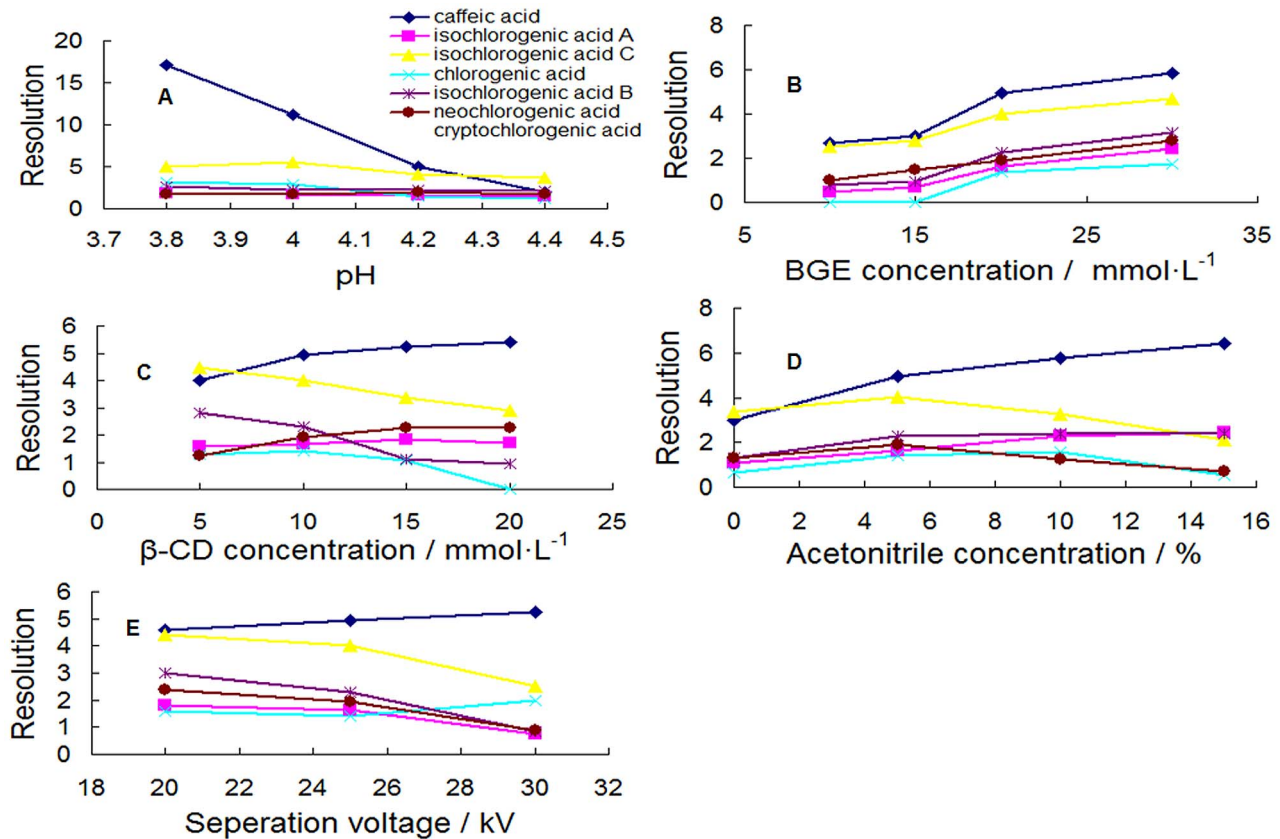 caffeic acid
isochlorogenic acid A
isochlorogenic acid C
chlorogenic acid
isochlorogenic acid B
neochlorogenic acid
cryptochlorogenic acid
A
Resolution
20
15
10
5
0
3.7 3.8 3.9 4 4.1 4.2 4.3 4.4 4.5
pH
B
Resolution
8
6
4
2
0
5 15 25 35
BGE concentration / mmol·L-1
C
Resolution
6
5
4
3
2
1
0
0 5 10 15 20 25
β-CD concentration / mmol·L-1
D
Resolution
8
6
4
2
0
0 2 4 6 8 10 12 14 16
Acetonitrile concentration / %
E
Resolution
6
5
4
3
2
1
0
18 20 22 24 26 28 30 32
Seperation voltage / kV